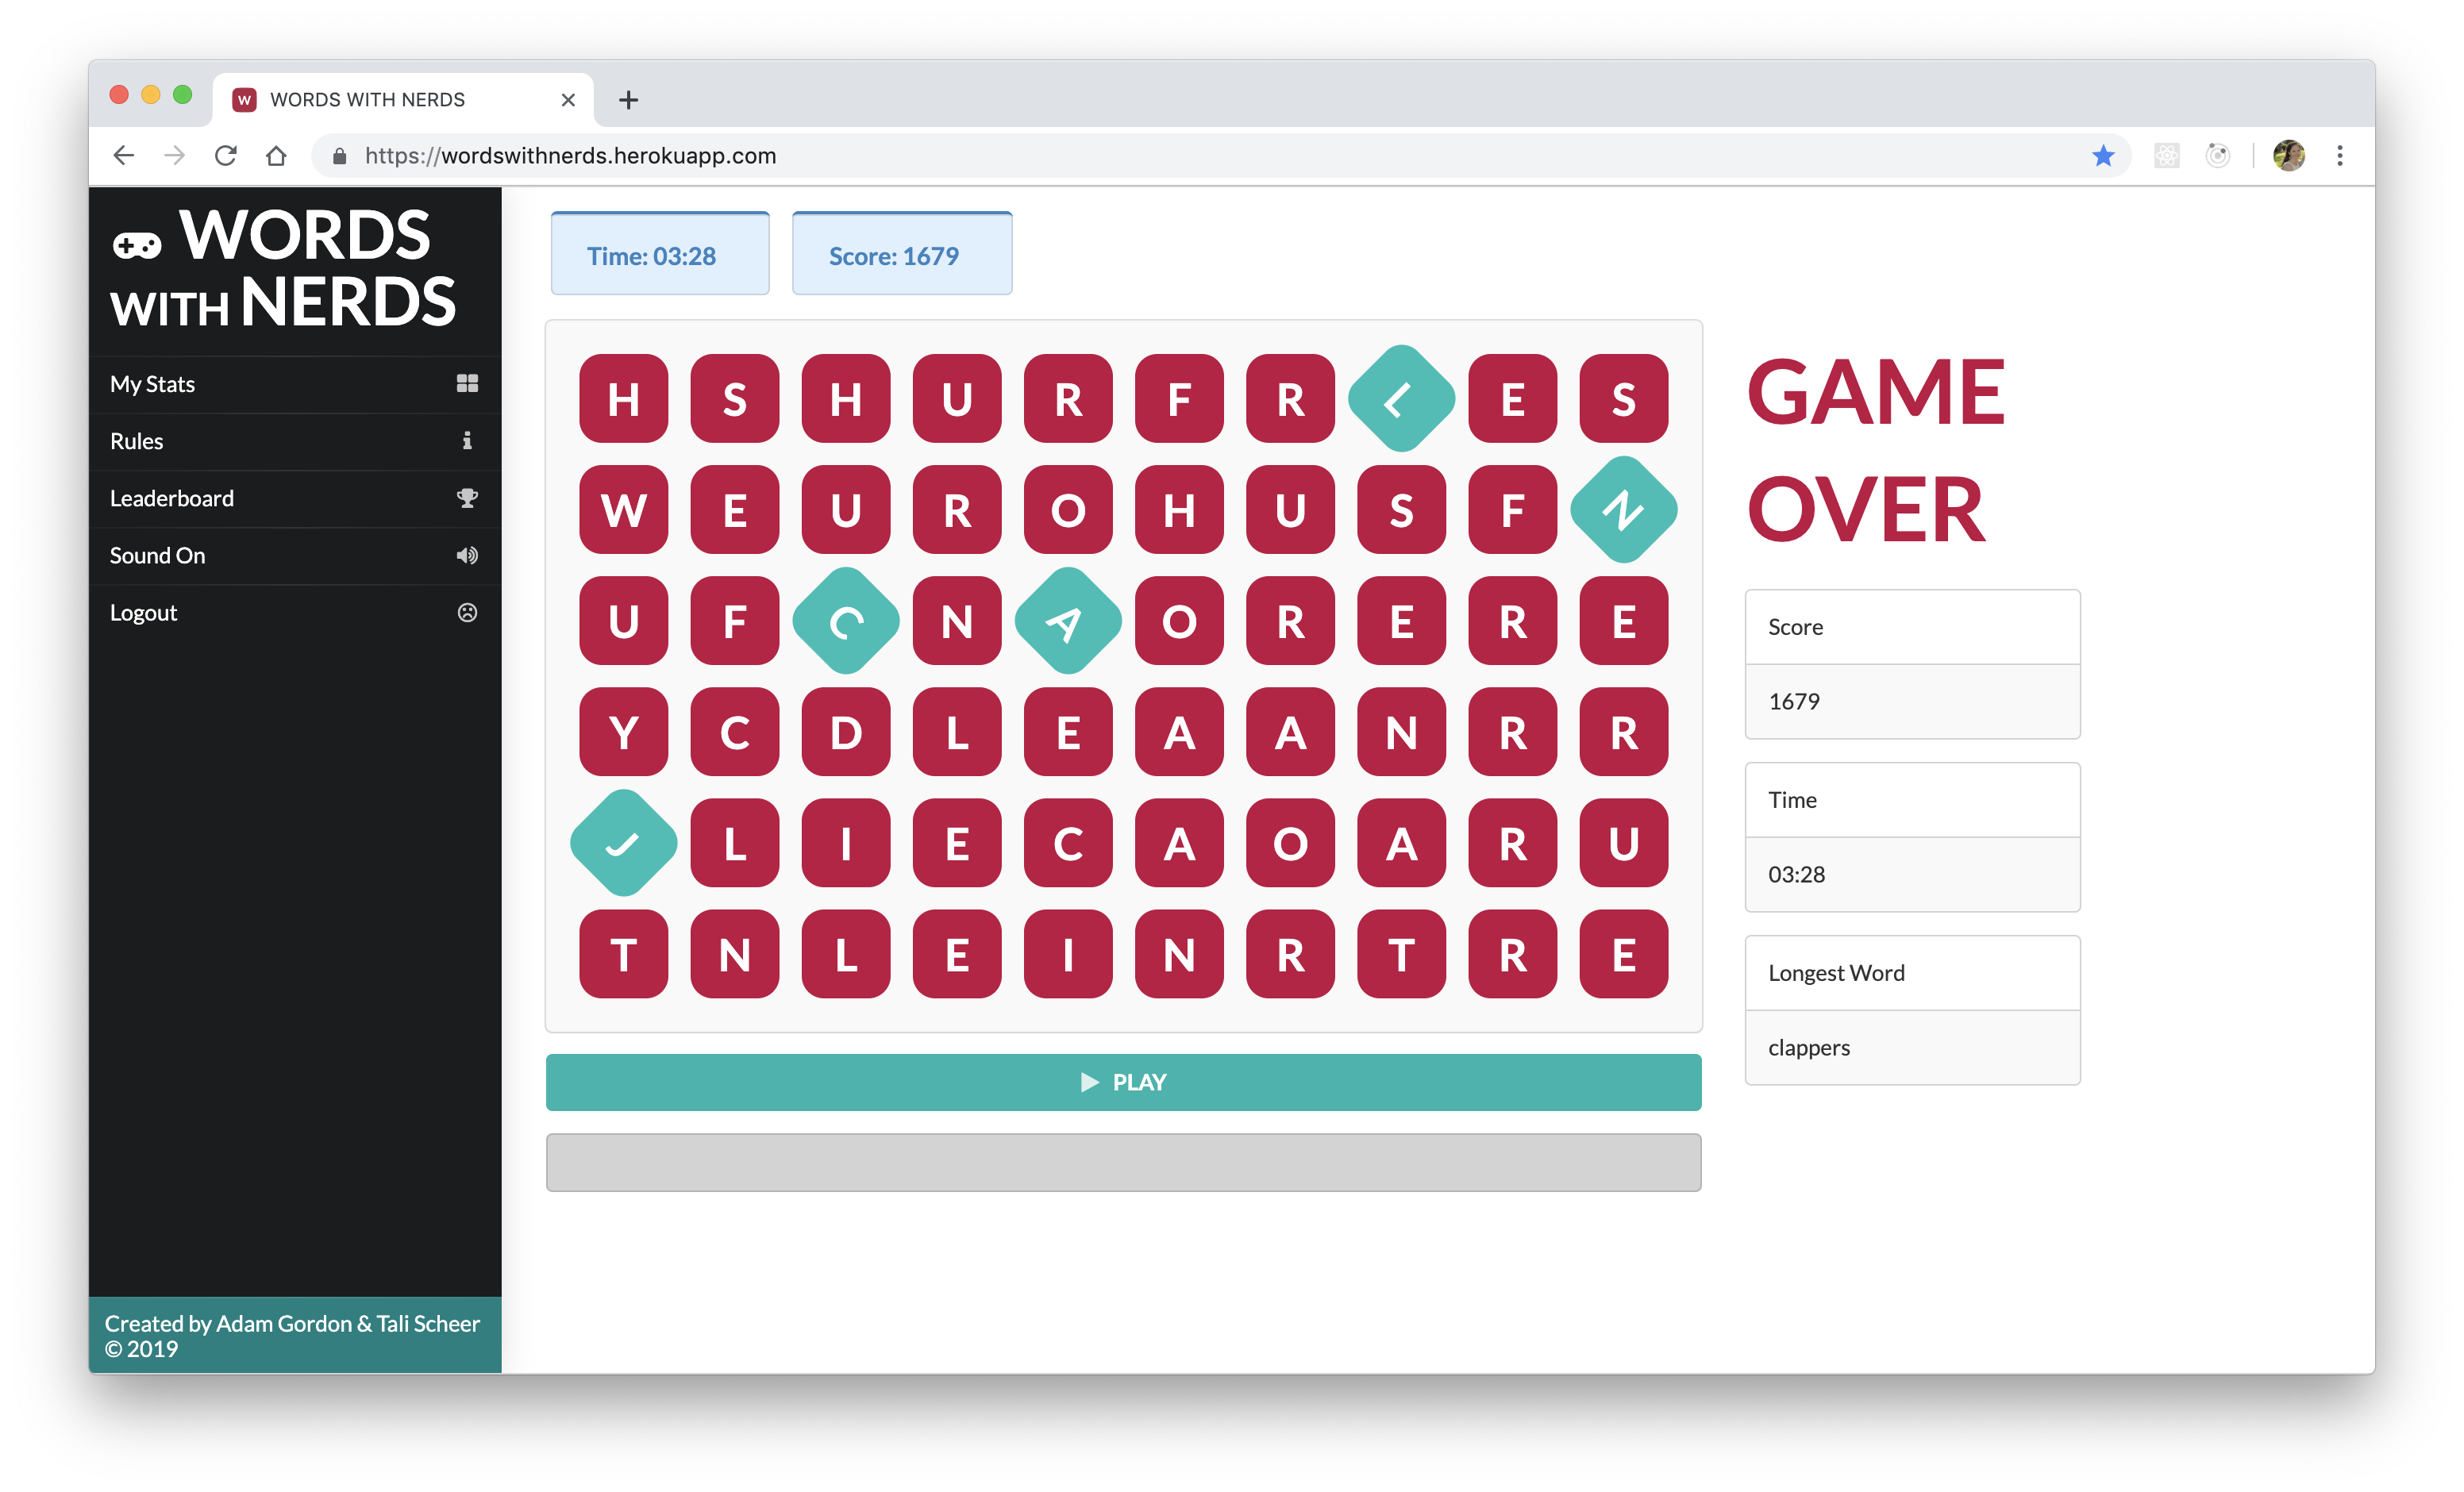 W WORDS WITH NERDS
https://wordswithnerds.herokuapp.com
WORDS
WITH NERDS
My Stats
Rules
Leaderboard
Sound On
Logout
Created by Adam Gordon & Tali Scheer
© 2019
Time: 03:28 Score: 1679
H S H U R F R L E S
W E U R O H U S F N
U F C N A O R E R E
Y C D L E A A N R R
J L I E C A O A R U
T N L E I N R T R E
PLAY
GAME
OVER
Score
1679
Time
03:28
Longest Word
clappers